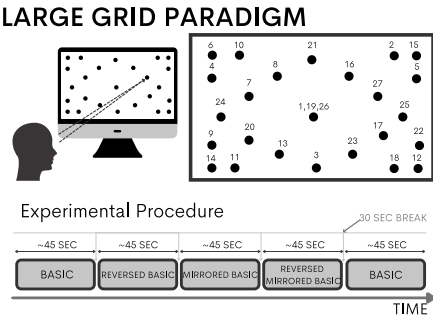 LARGE GRID PARADIGM
6 10 21 2 15
4 8 16 5
7 27
24 1,19,26 25
9 20 17 22
13 23
14 11 3 18 12
Experimental Procedure
30 SEC BREAK
~45 SEC ~45 SEC ~45 SEC ~45 SEC ~45 SEC
BASIC REVERSED BASIC MIRRORED BASIC REVERSED MIRRORED BASIC BASIC
TIME